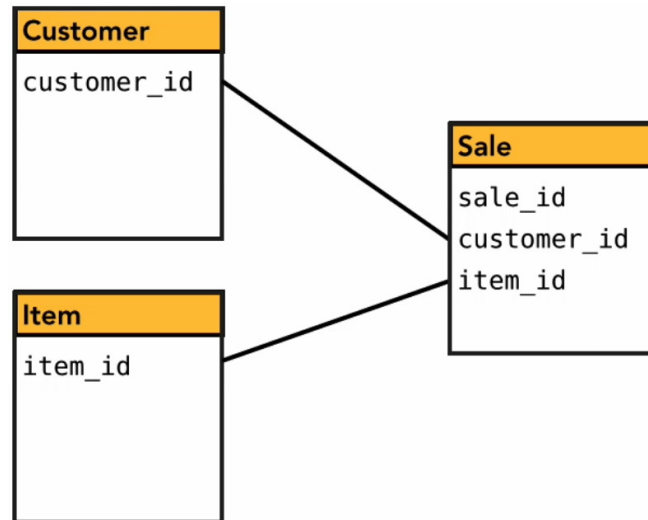 Customer
customer_id
Item
item_id
Sale
sale_id
customer_id
item_id